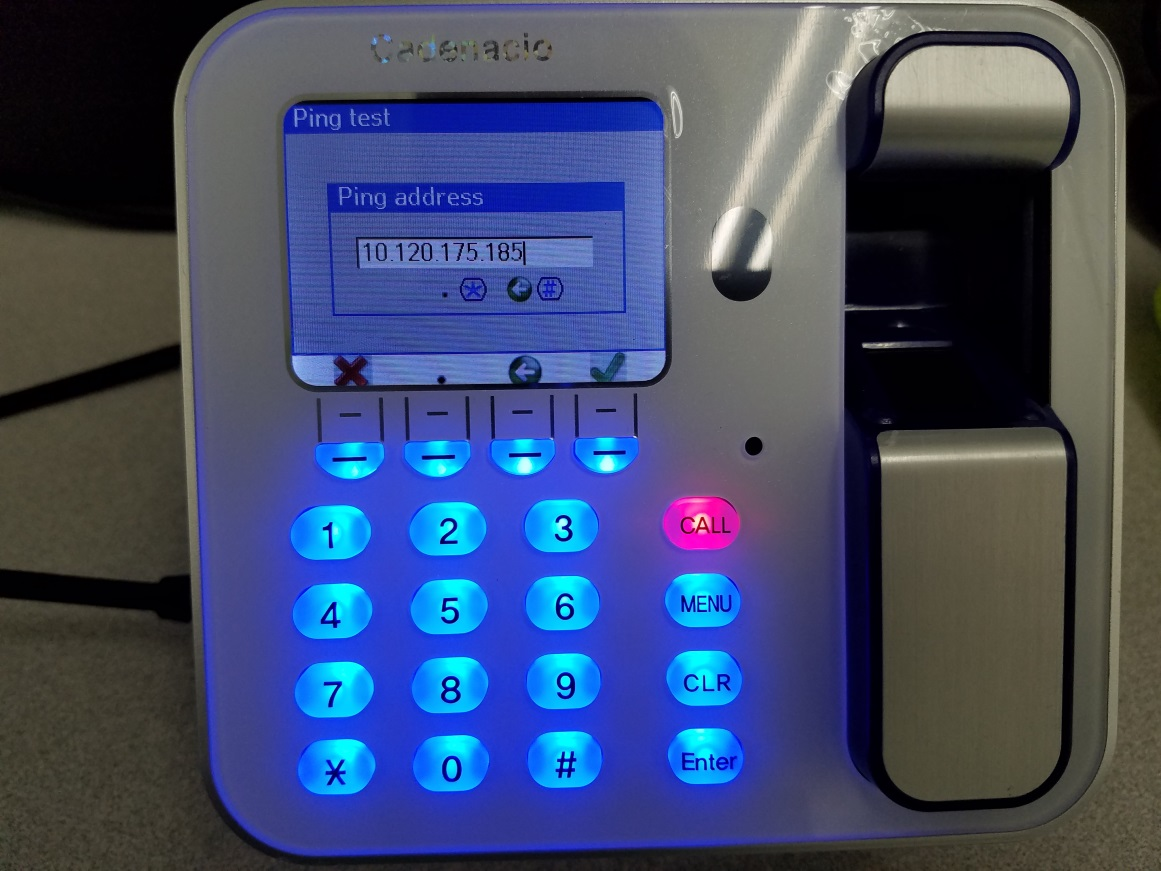 Cadenacio
Ping test
Ping address
10.120.175.185
. * #
1 2 3 CALL
4 5 6 MENU
7 8 9 CLR
* 0 # Enter